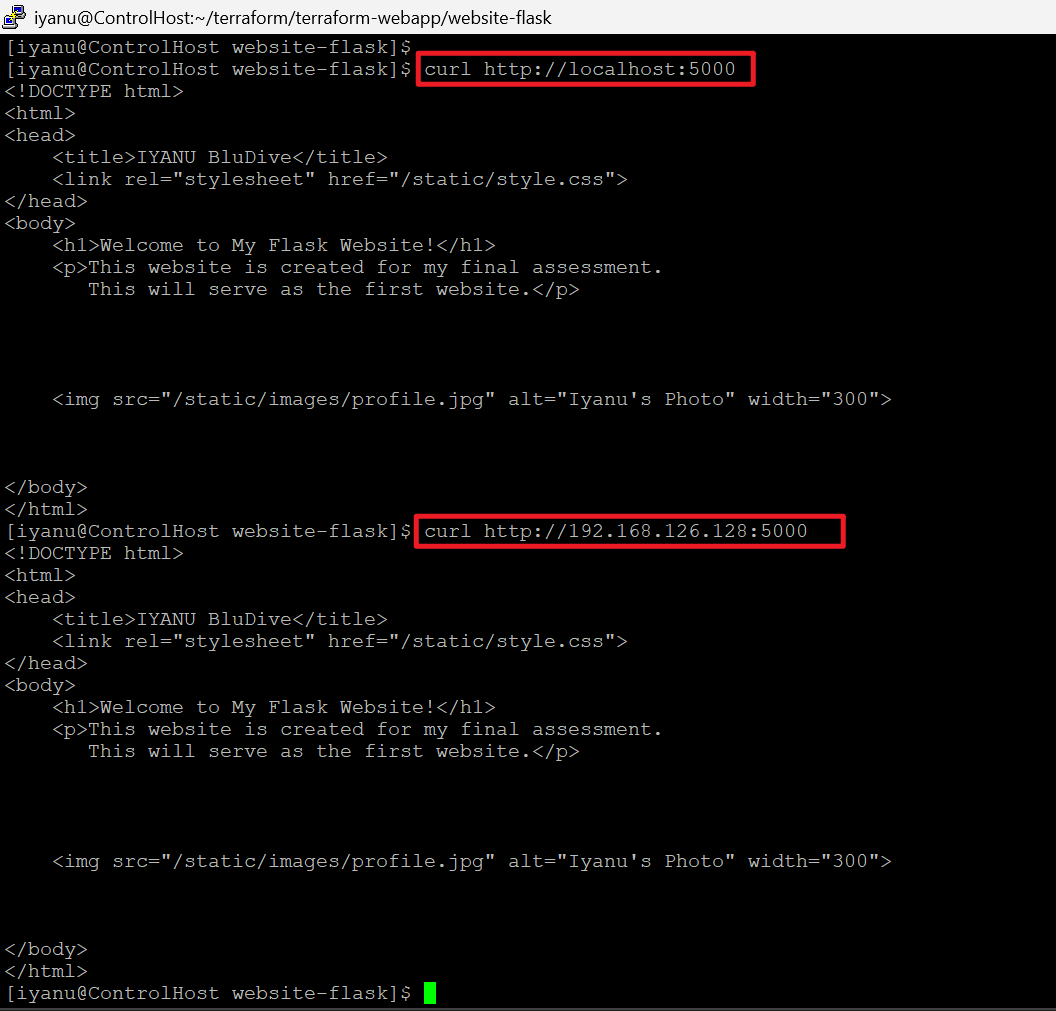 iyanu@ControlHost:~/terraform/terraform-webapp/website-flask
[iyanu@ControlHost website-flask]$
[iyanu@ControlHost website-flask]$ curl http://localhost:5000
<!DOCTYPE html>
<html>
<head>
    <title>IYANU BluDive</title>
    <link rel="stylesheet" href="/static/style.css">
</head>
<body>
    <h1>Welcome to My Flask Website!</h1>
    <p>This website is created for my final assessment.
       This will serve as the first website.</p>
    <img src="/static/images/profile.jpg" alt="Iyanu's Photo" width="300">
</body>
</html>
[iyanu@ControlHost website-flask]$ curl http://192.168.126.128:5000
<!DOCTYPE html>
<html>
<head>
    <title>IYANU BluDive</title>
    <link rel="stylesheet" href="/static/style.css">
</head>
<body>
    <h1>Welcome to My Flask Website!</h1>
    <p>This website is created for my final assessment.
       This will serve as the first website.</p>
    <img src="/static/images/profile.jpg" alt="Iyanu's Photo" width="300">
</body>
</html>
[iyanu@ControlHost website-flask]$